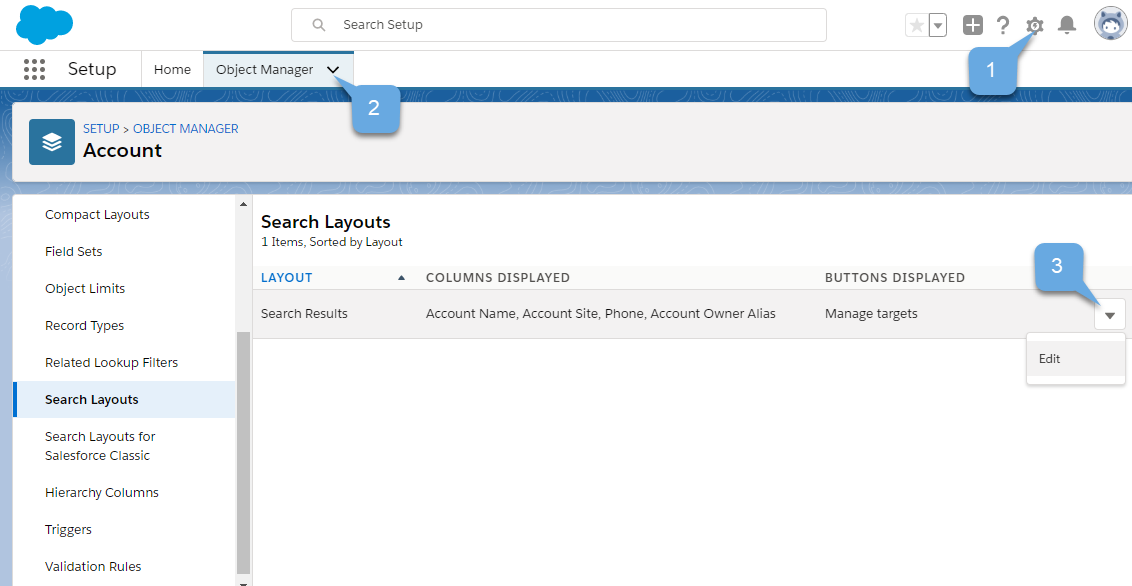 Search Setup
1
Setup
Home
Object Manager
2
SETUP > OBJECT MANAGER
Account
Compact Layouts
Field Sets
Object Limits
Record Types
Related Lookup Filters
Search Layouts
Search Layouts for
Salesforce Classic
Hierarchy Columns
Triggers
Validation Rules
Search Layouts
1 Items, Sorted by Layout
3
LAYOUT COLUMNS DISPLAYED BUTTONS DISPLAYED
Search Results Account Name, Account Site, Phone, Account Owner Alias Manage targets
Edit